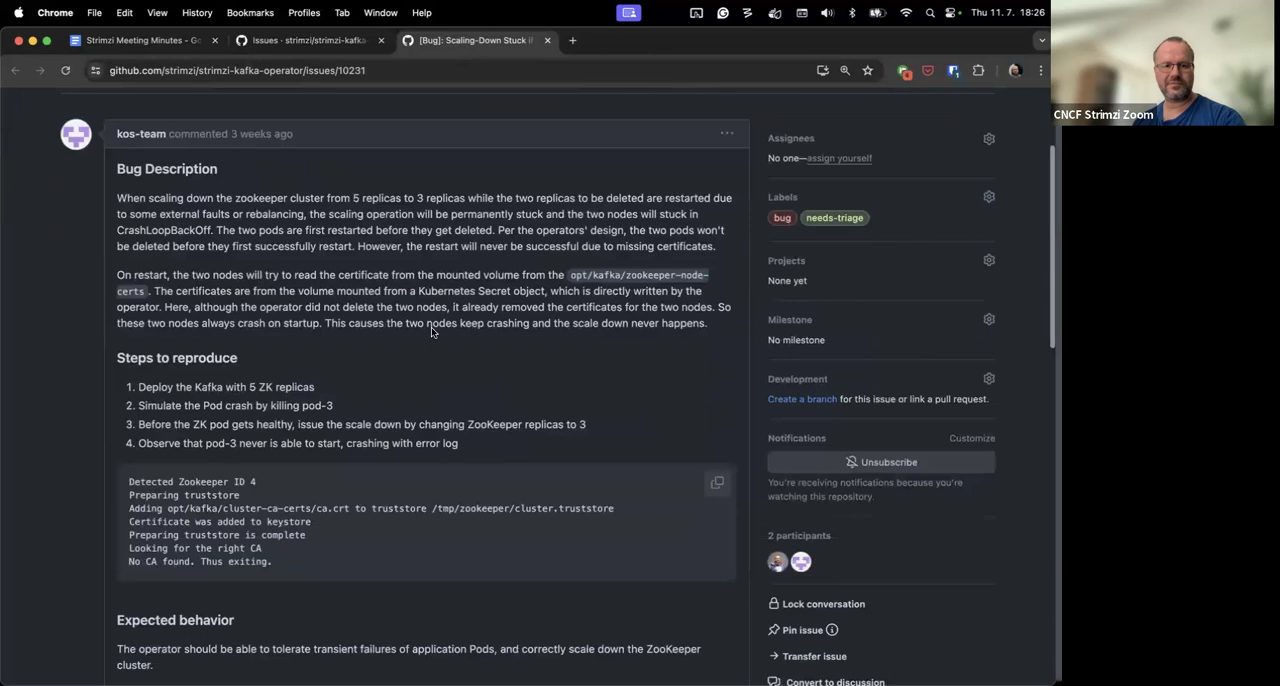 Chrome File Edit View History Bookmarks Profiles Tab Window Help Thu 11. 7. 18:26
Strimzi Meeting Minutes - Go
Issues · strimzi/strimzi-kafka-
[Bug]: Scaling-Down Stuck if
github.com/strimzi/strimzi-kafka-operator/issues/10231
CNCF Strimzi Zoom
kos-team commented 3 weeks ago
Bug Description
When scaling down the zookeeper cluster from 5 replicas to 3 replicas while the two replicas to be deleted are restarted due
to some external faults or rebalancing, the scaling operation will be permanently stuck and the two nodes will stuck in
CrashLoopBackOff. The two pods are first restarted before they get deleted. Per the operators' design, the two pods won't
be deleted before they first successfully restart. However, the restart will never be successful due to missing certificates.
On restart, the two nodes will try to read the certificate from the mounted volume from the opt/kafka/zookeeper-node-
certs . The certificates are from the volume mounted from a Kubernetes Secret object, which is directly written by the
operator. Here, although the operator did not delete the two nodes, it already removed the certificates for the two nodes. So
these two nodes always crash on startup. This causes the two nodes keep crashing and the scale down never happens.
Steps to reproduce
1. Deploy the Kafka with 5 ZK replicas
2. Simulate the Pod crash by killing pod-3
3. Before the ZK pod gets healthy, issue the scale down by changing ZooKeeper replicas to 3
4. Observe that pod-3 never is able to start, crashing with error log
Detected Zookeeper ID 4
Preparing truststore
Adding opt/kafka/cluster-ca-certs/ca.crt to truststore /tmp/zookeeper/cluster.truststore
Certificate was added to keystore
Preparing truststore is complete
Looking for the right CA
No CA found. Thus exiting.
Expected behavior
The operator should be able to tolerate transient failures of application Pods, and correctly scale down the ZooKeeper
cluster.
Assignees
No one—assign yourself
Labels
bug needs-triage
Projects
None yet
Milestone
No milestone
Development
Create a branch for this issue or link a pull request.
Notifications Customize
Unsubscribe
You're receiving notifications because you're
watching this repository.
2 participants
Lock conversation
Pin issue
Transfer issue
Convert to discussion